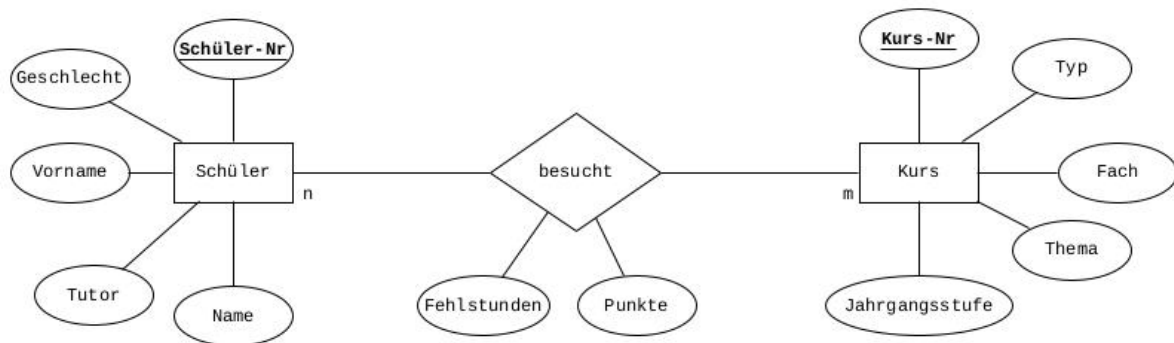 Schüler-Nr
Geschlecht
Vorname
Schüler
n
Tutor
Name
besucht
Fehlstunden
Punkte
Kurs-Nr
Typ
Kurs
m
Fach
Thema
Jahrgangsstufe